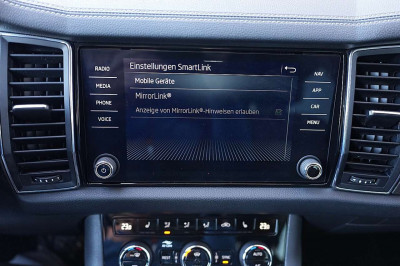 Einstellungen SmartLink
RADIO
MEDIA
PHONE
VOICE
Mobile Geräte
MirrorLink®
Anzeige von MirrorLink®-Hinweisen erlauben
NAV
APP
CAR
MENU